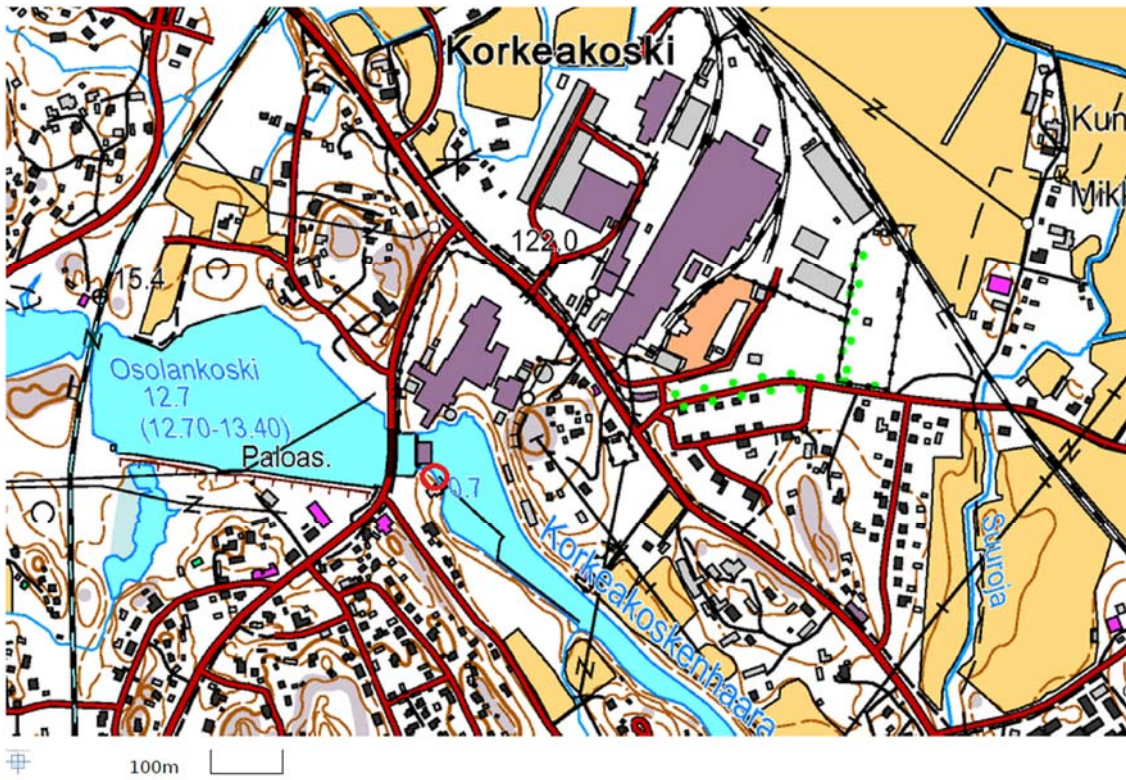 Korkeakoski
Kun
Mikk
122.0
15.4
Osolankoski
12.7
(12.70-13.40)
Paloas.
0.7
Korkeakoskenhaara
Suuroja
100m